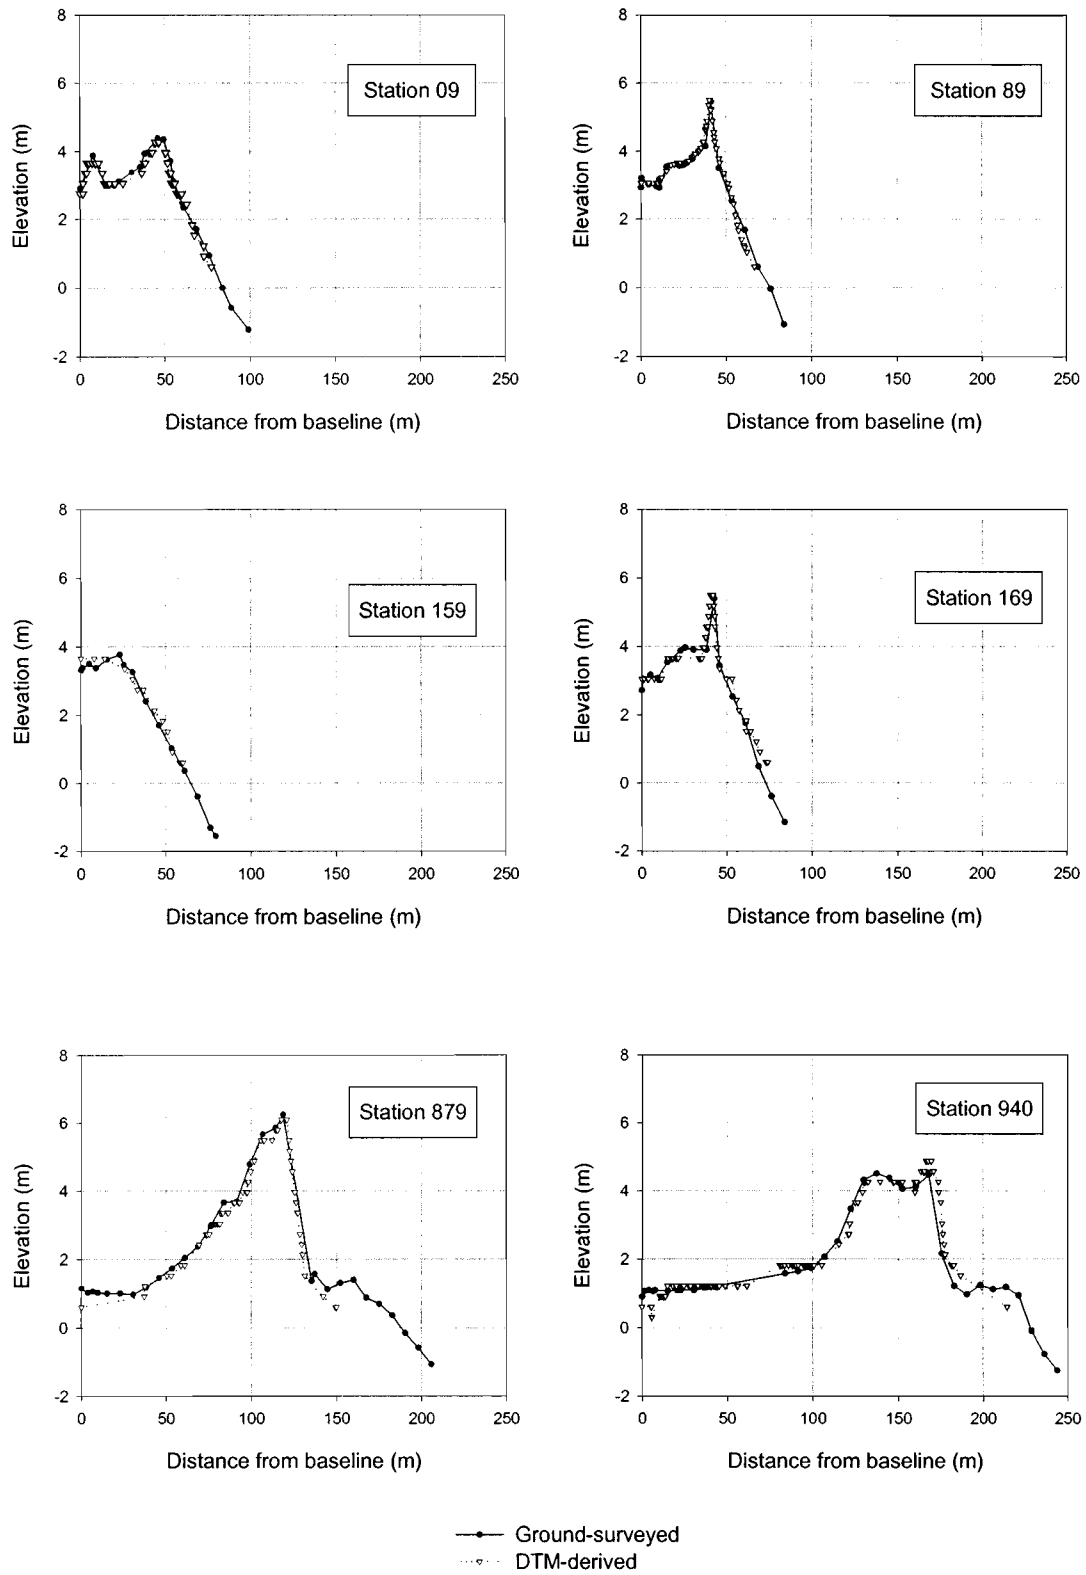 8
6
4
2
0
-2
Elevation (m)
Station 09
0 50 100 150 200 250
Distance from baseline (m)
8
6
4
2
0
-2
Elevation (m)
Station 89
0 50 100 150 200 250
Distance from baseline (m)
8
6
4
2
0
-2
Elevation (m)
Station 159
0 50 100 150 200 250
Distance from baseline (m)
8
6
4
2
0
-2
Elevation (m)
Station 169
0 50 100 150 200 250
Distance from baseline (m)
8
6
4
2
0
-2
Elevation (m)
Station 879
0 50 100 150 200 250
Distance from baseline (m)
8
6
4
2
0
-2
Elevation (m)
Station 940
0 50 100 150 200 250
Distance from baseline (m)
Ground-surveyed
DTM-derived